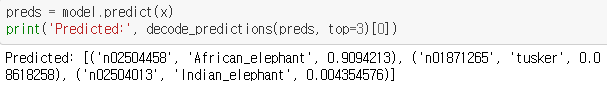 preds = model.predict(x)
print('Predicted:', decode_predictions(preds, top=3)[0])
Predicted: [('n02504458', 'African_elephant', 0.9094213), ('n01871265', 'tusker', 0.0
8618258), ('n02504013', 'Indian_elephant', 0.004354576)]